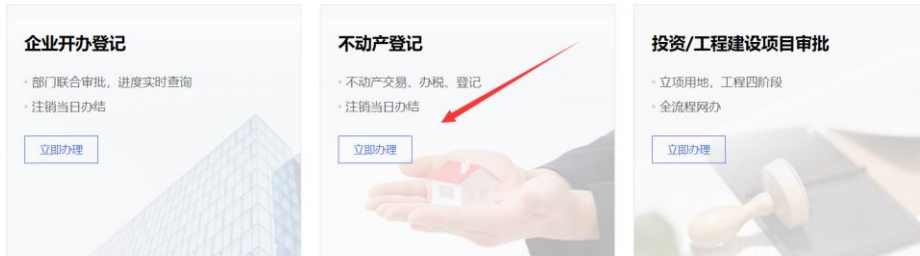 企业开办登记
部门联合审批，进度实时查询
注销当日办结
立即办理
不动产登记
不动产交易、办税、登记
注销当日办结
立即办理
投资/工程建设项目审批
立项用地，工程四阶段
全流程网办
立即办理